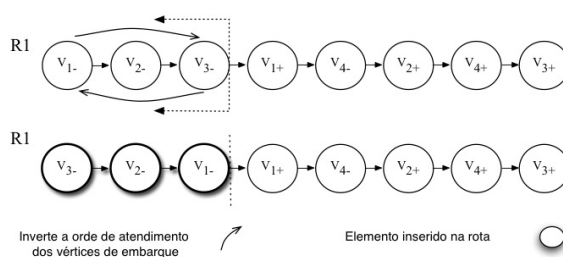 R1
V1- V2- V3- V1+ V4- V2+ V4+ V3+
R1
V3- V2- V1- V1+ V4- V2+ V4+ V3+
Inverte a orde de atendimento
dos vértices de embarque
Elemento inserido na rota